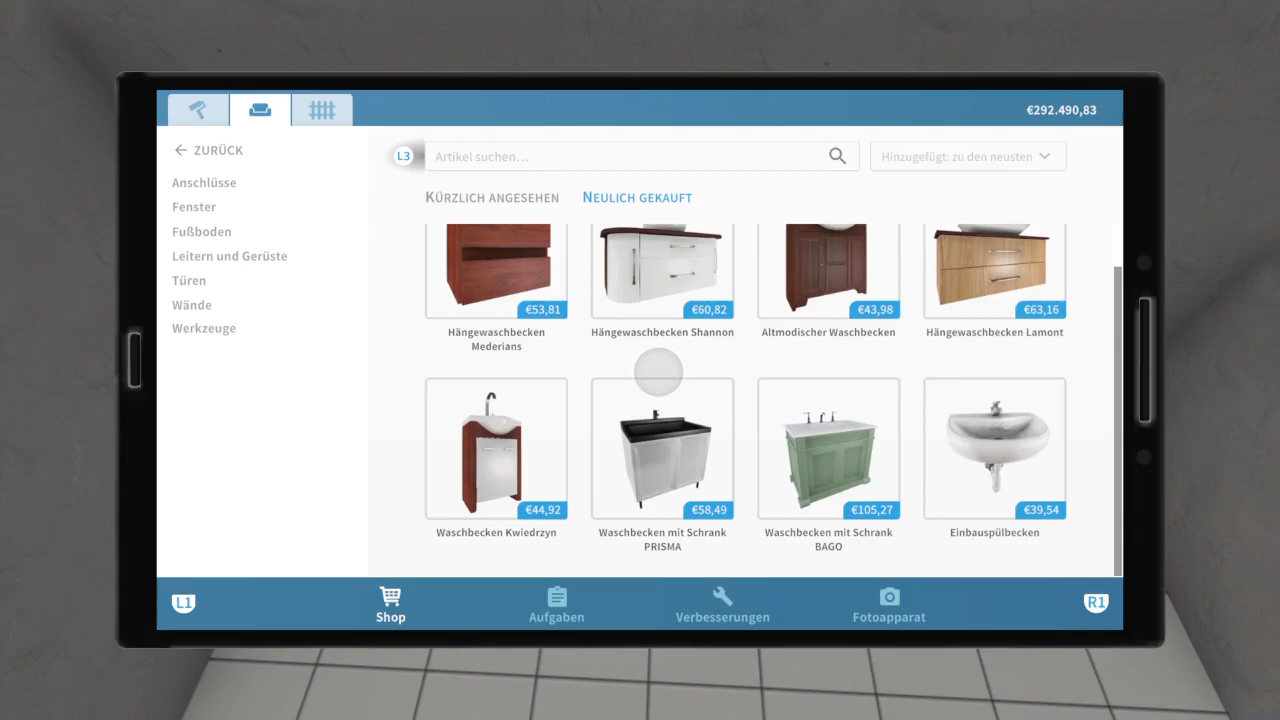 €292.490,83
ZURÜCK
Anschlüsse
Fenster
Fußboden
Leitern und Gerüste
Türen
Wände
Werkzeuge
L3
Artikel suchen...
Hinzugefügt: zu den neusten
KÜRZLICH ANGESEHEN
NEULICH GEKAUFT
€53,81
€60,82
€43,98
€63,16
Hängewaschbecken
Mederians
Hängewaschbecken Shannon
Altmodischer Waschbecken
Hängewaschbecken Lamont
€44,92
€58,49
€105,27
€39,54
Waschbecken Kwiedrzyn
Waschbecken mit Schrank
PRISMA
Waschbecken mit Schrank
BAGO
Einbauspülbecken
L1
Shop
Aufgaben
Verbesserungen
Fotoapparat
R1